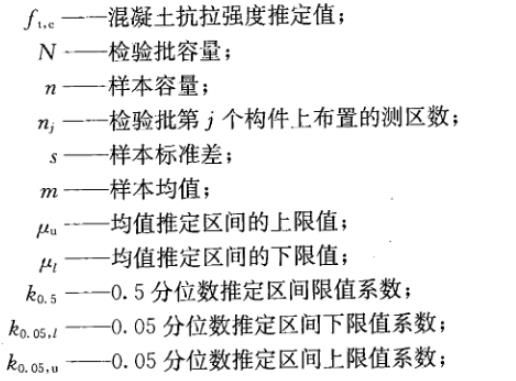 f_{t,e}——混凝土抗拉强度推定值；
N——检验批容量；
n——样本容量；
n_j——检验批第 j 个构件上布置的测区数；
s——样本标准差；
m——样本均值；
μ_u——均值推定区间的上限值；
μ_l——均值推定区间的下限值；
k_{0.5}——0.5 分位数推定区间限值系数；
k_{0.05,l}——0.05 分位数推定区间下限值系数；
k_{0.05,u}——0.05 分位数推定区间上限值系数；